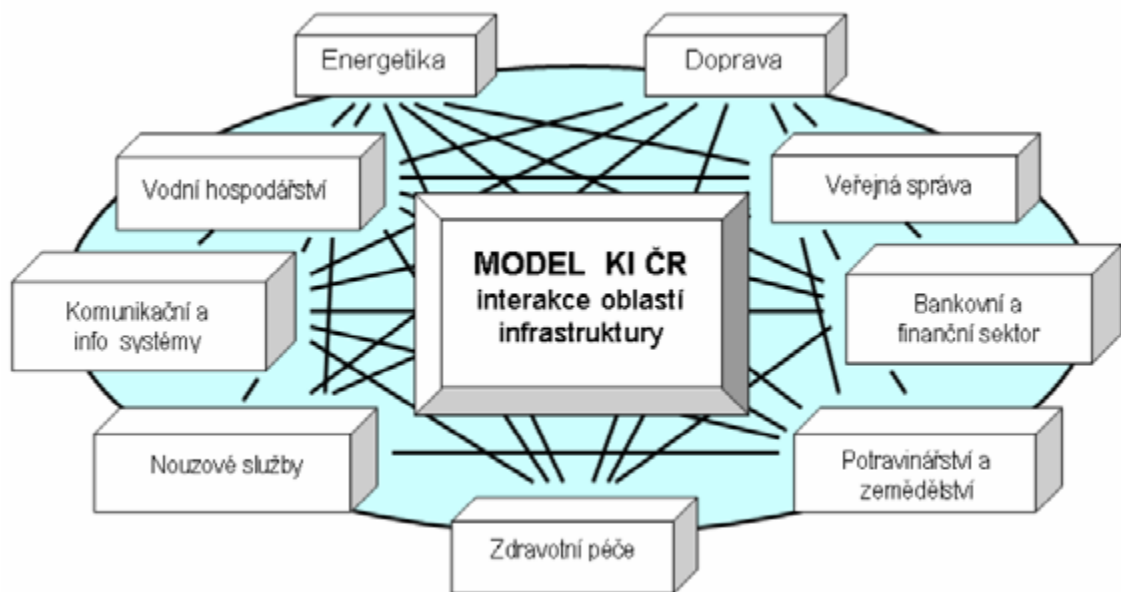 Energetika
Doprava
Vodní hospodářství
Veřejná správa
MODEL KI ČR
interakce oblastí
infrastruktury
Komunikační a
info systémy
Bankovní a
finanční sektor
Nouzové služby
Potravinářství a
zemědělství
Zdravotní péče